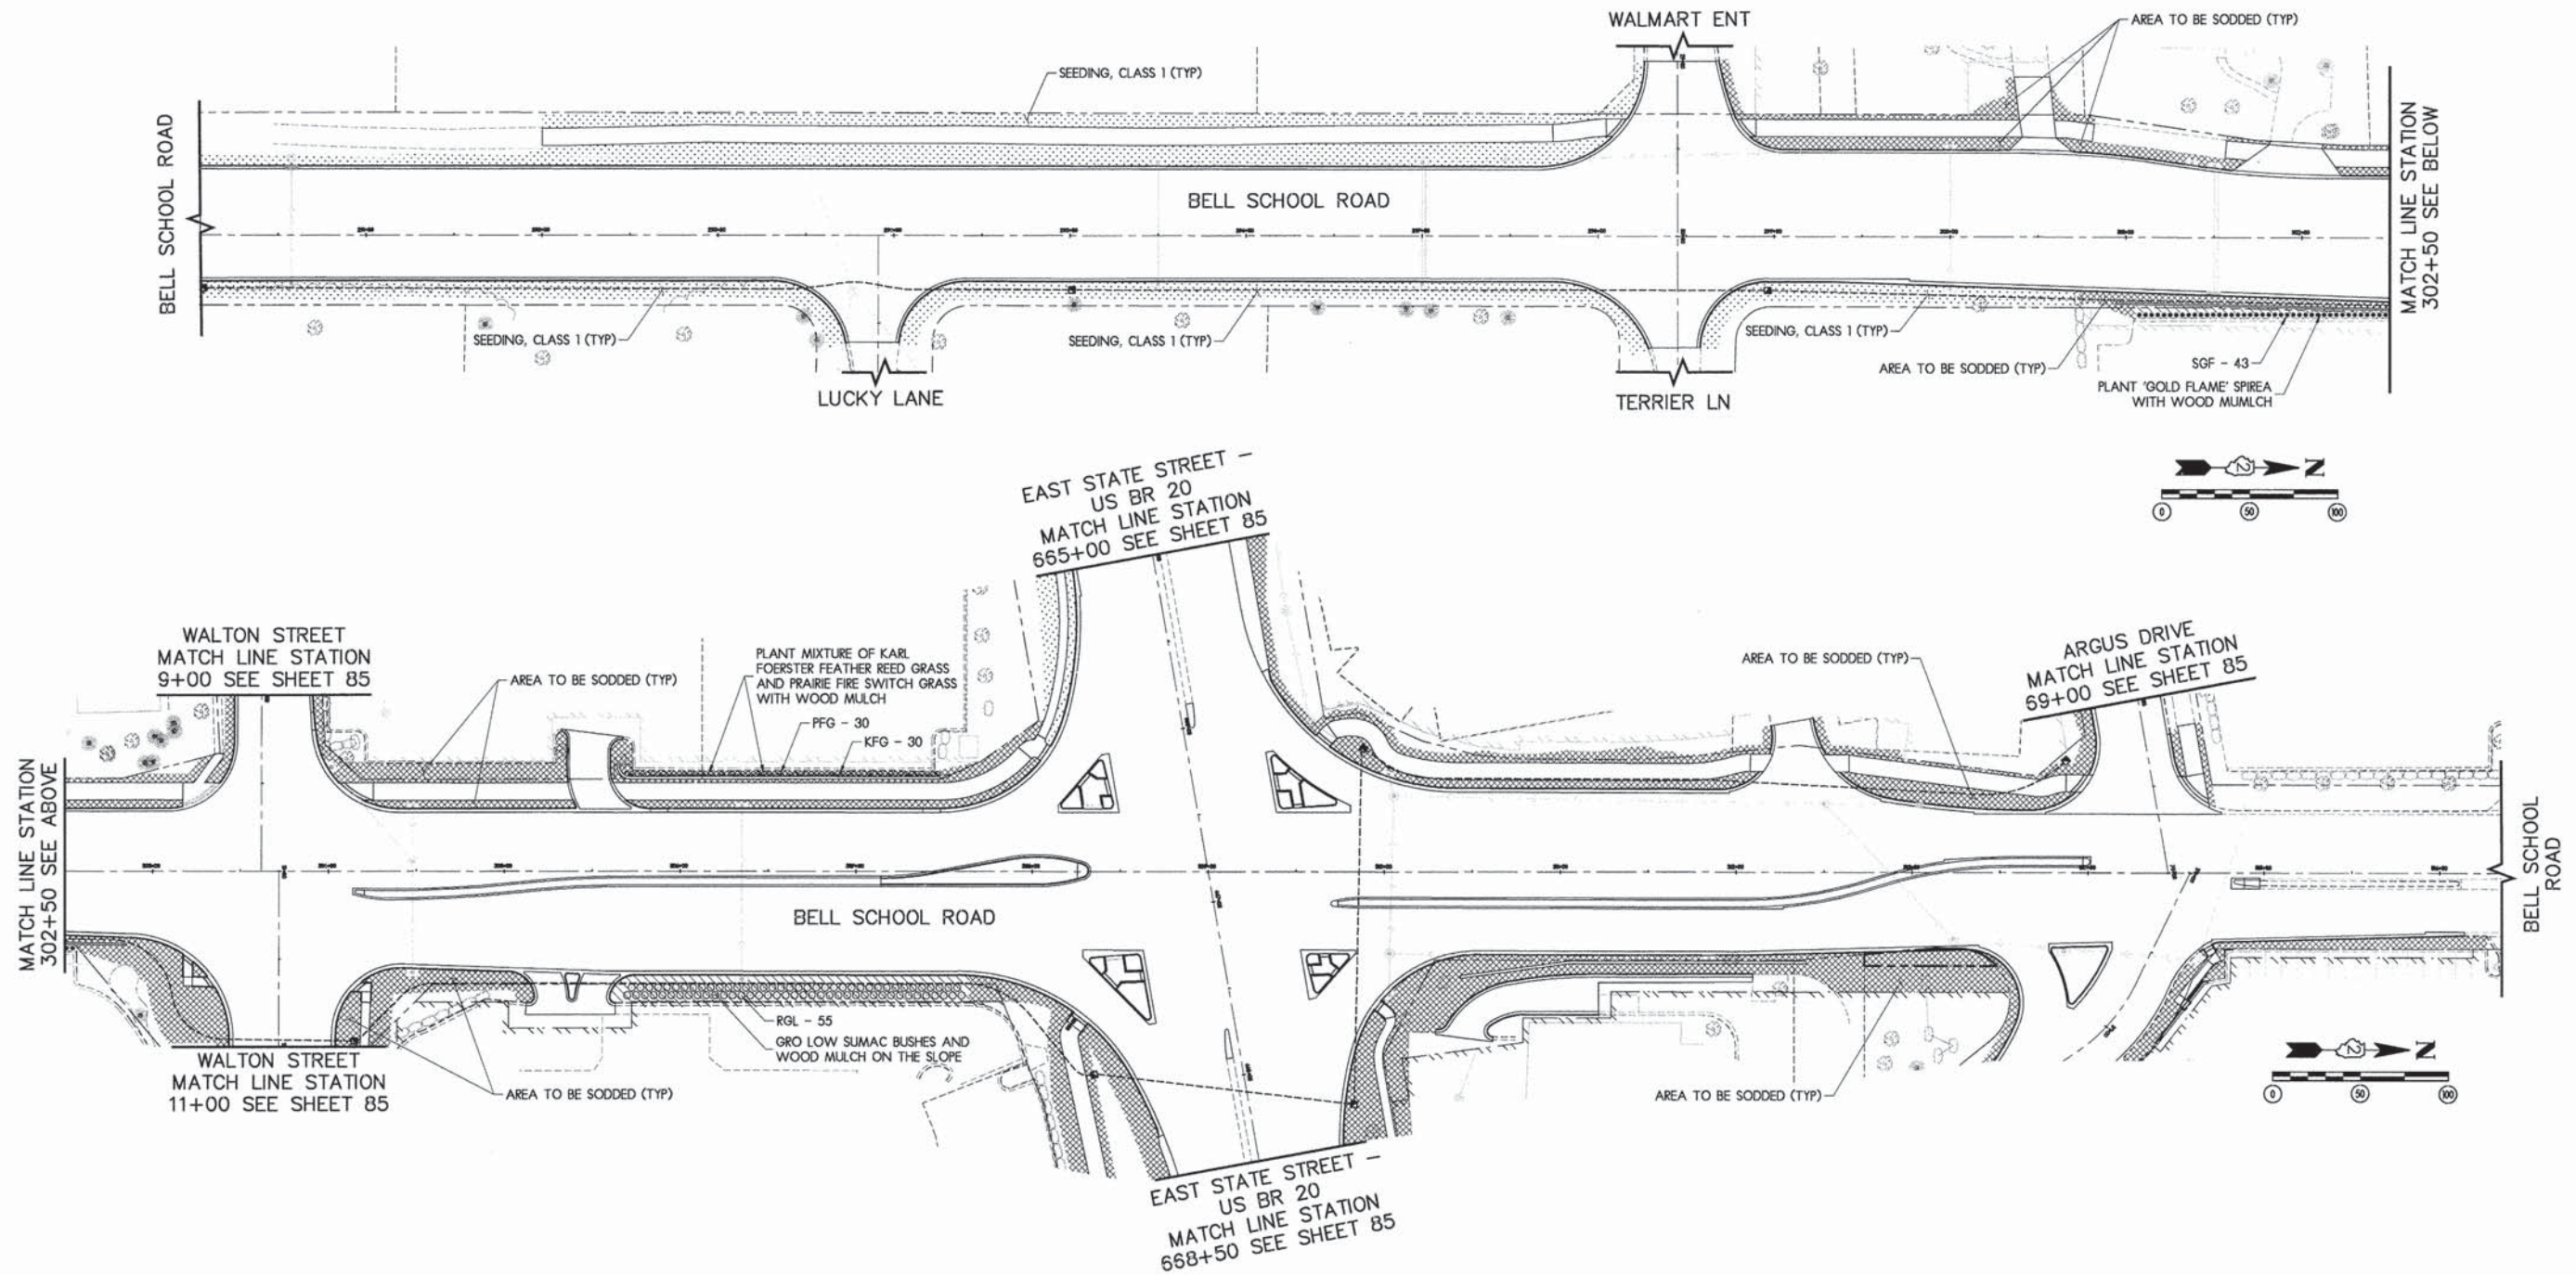 WALMART ENT
AREA TO BE SODDED (TYP)
SEEDING, CLASS 1 (TYP)
BELL SCHOOL ROAD
BELL SCHOOL ROAD
MATCH LINE STATION
302+50 SEE BELOW
SEEDING, CLASS 1 (TYP)
SEEDING, CLASS 1 (TYP)
SEEDING, CLASS 1 (TYP)
AREA TO BE SODDED (TYP)
SGF - 43
PLANT 'GOLD FLAME' SPIREA
WITH WOOD MUMLCH
LUCKY LANE
TERRIER LN
N
0
50
100
EAST STATE STREET -
US BR 20
MATCH LINE STATION
665+00 SEE SHEET 85
WALTON STREET
MATCH LINE STATION
9+00 SEE SHEET 85
AREA TO BE SODDED (TYP)
PLANT MIXTURE OF KARL
FOERSTER FEATHER REED GRASS
AND PRAIRIE FIRE SWITCH GRASS
WITH WOOD MULCH
PFG - 30
KFG - 30
AREA TO BE SODDED (TYP)
ARGUS DRIVE
MATCH LINE STATION
69+00 SEE SHEET 85
MATCH LINE STATION
302+50 SEE ABOVE
BELL SCHOOL ROAD
BELL SCHOOL
ROAD
RGL - 55
GRO LOW SUMAC BUSHES AND
WOOD MULCH ON THE SLOPE
WALTON STREET
MATCH LINE STATION
11+00 SEE SHEET 85
AREA TO BE SODDED (TYP)
AREA TO BE SODDED (TYP)
N
0
50
100
EAST STATE STREET -
US BR 20
MATCH LINE STATION
668+50 SEE SHEET 85